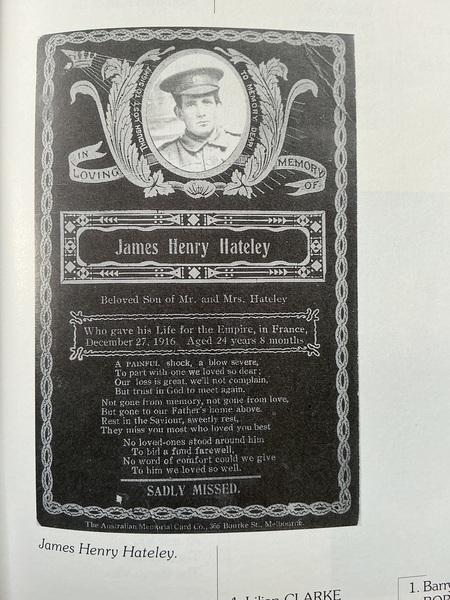 THOUGH LOST TO SIGHT
TO MEMORY DEAR
IN
LOVING
MEMORY
OF
James Henry Hateley
Beloved Son of Mr. and Mrs. Hateley
Who gave his Life for the Empire, in France,
December 27, 1916. Aged 24 years 8 months
A PAINFUL shock, a blow severe,
To part with one we loved so dear;
Our loss is great, we'll not complain,
But trust in God to meet again.
Not gone from memory, not gone from love,
But gone to our Father's home above.
Rest in the Saviour, sweetly rest,
They miss you most who loved you best
No loved-ones stood around him
To bid a fond farewell,
No word of comfort could we give
To him we loved so well.
SADLY MISSED.
The Australian Memorial Card Co., 366 Bourke St., Melbourne.
James Henry Hateley.
1. Lilian CLARKE
1. Barry